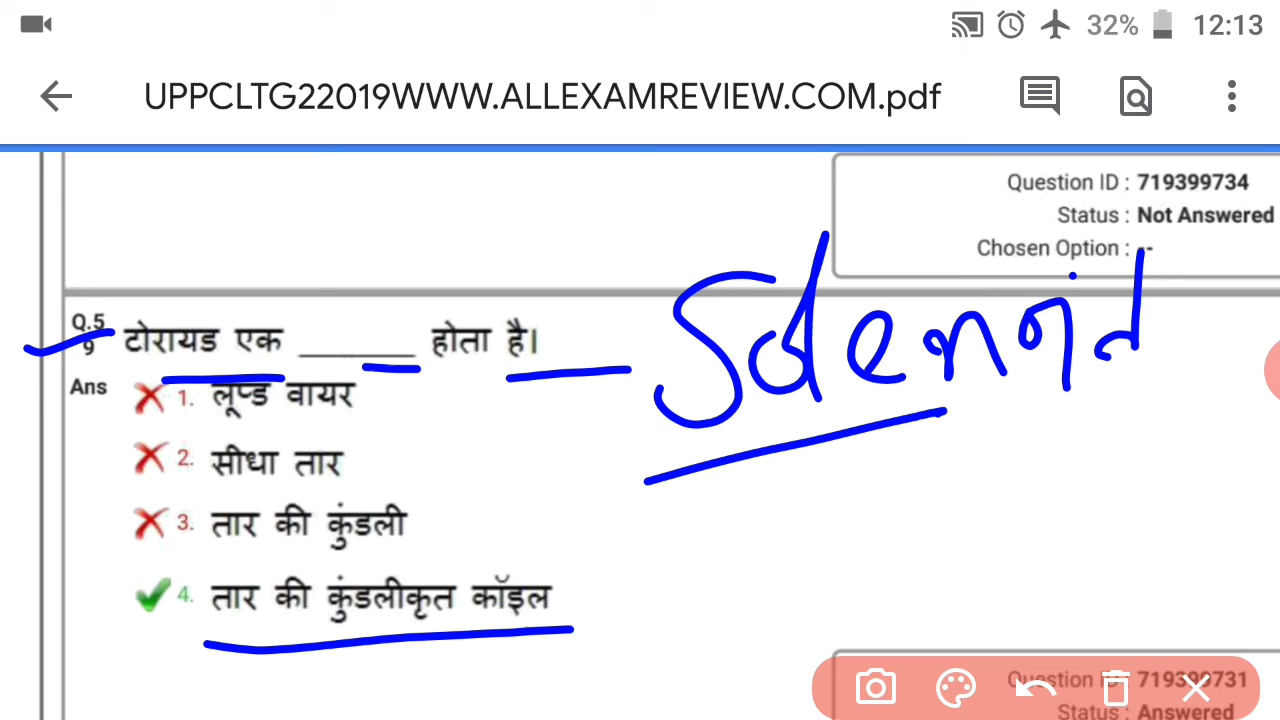 32% 12:13
UPPCLTG22019WWW.ALLEXAMREVIEW.COM.pdf
Question ID : 719399734
Status : Not Answered
Chosen Option : --
Q.5
9 टोरायड एक ________ होता है।
Solenoid
Ans 1. लूप्ड वायर
2. सीधा तार
3. तार की कुंडली
4. तार की कुंडलीकृत कॉइल
Question ID : 719399731
Status : Answered